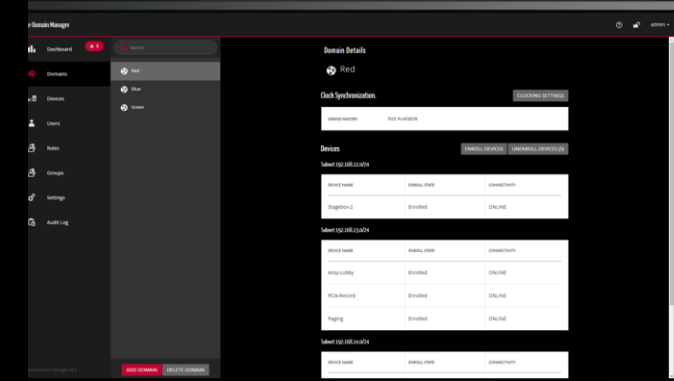 r Domain Manager
admin
Dashboard
Search
Domains
Devices
Users
Roles
Groups
Settings
Audit Log
Red
Blue
Green
ADD DOMAIN
DELETE DOMAIN
Domain Details
Red
Clock Synchronization.
CLOCKING SETTINGS
GRAND MASTER Not Available
Devices
ENROLL DEVICES UNENROLL DEVICES (5)
Subnet 192.168.12.0/24
DEVICE NAME ENROLL STATE CONNECTIVITY
Stagebox-2 Enrolled ONLINE
Subnet 192.168.13.0/24
DEVICE NAME ENROLL STATE CONNECTIVITY
Amp-Lobby Enrolled ONLINE
PCIe-Record Enrolled ONLINE
Paging Enrolled ONLINE
Subnet 192.168.14.0/24
DEVICE NAME ENROLL STATE CONNECTIVITY